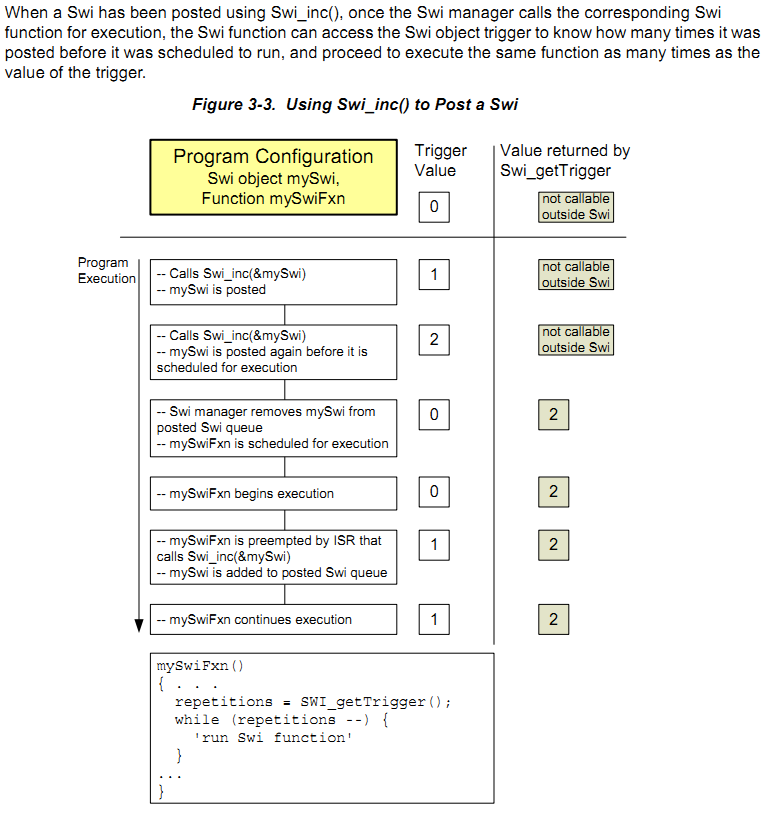 When a Swi has been posted using Swi_inc(), once the Swi manager calls the corresponding Swi
function for execution, the Swi function can access the Swi object trigger to know how many times it was
posted before it was scheduled to run, and proceed to execute the same function as many times as the
value of the trigger.
Figure 3-3. Using Swi_inc() to Post a Swi
Program Configuration
Swi object mySwi,
Function mySwiFxn
Trigger
Value
0
Value returned by
Swi_getTrigger
not callable
outside Swi
Program
Execution
-- Calls Swi_inc(&mySwi)
-- mySwi is posted
1
not callable
outside Swi
-- Calls Swi_inc(&mySwi)
-- mySwi is posted again before it is
scheduled for execution
2
not callable
outside Swi
-- Swi manager removes mySwi from
posted Swi queue
-- mySwiFxn is scheduled for execution
0
2
-- mySwiFxn begins execution
0
2
-- mySwiFxn is preempted by ISR that
calls Swi_inc(&mySwi)
-- mySwi is added to posted Swi queue
1
2
-- mySwiFxn continues execution
1
2
mySwiFxn()
{ . . .
repetitions = SWI_getTrigger();
while (repetitions --) {
'run Swi function'
}
...
}